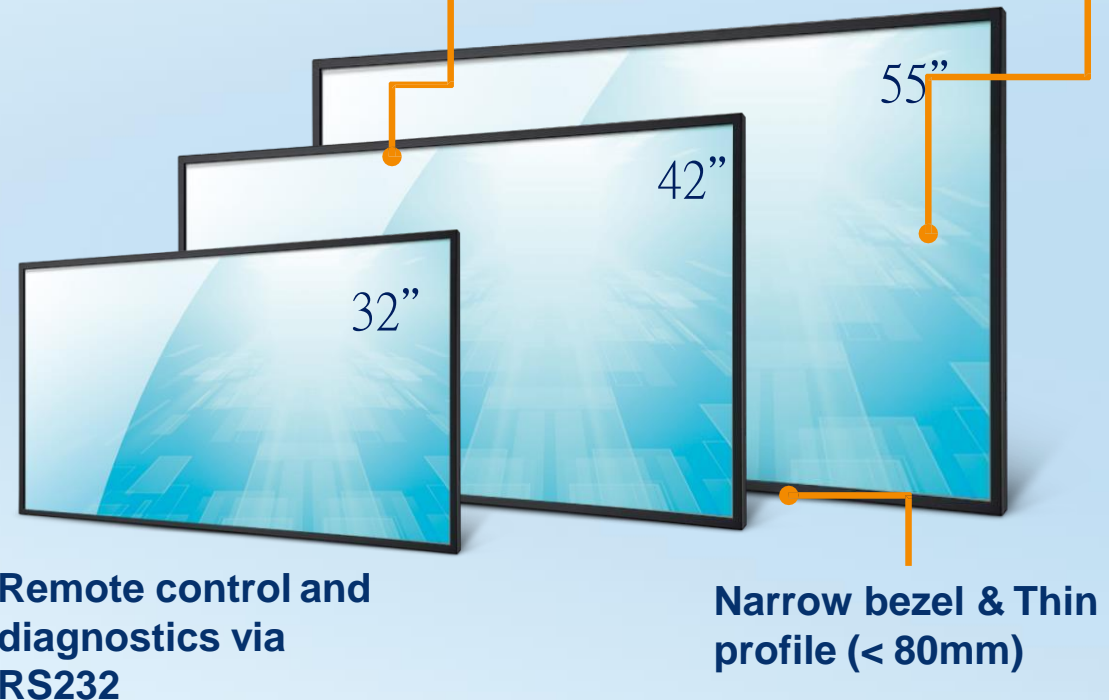 55”
42”
32”
Remote control and
diagnostics via
RS232
Narrow bezel & Thin
profile (< 80mm)